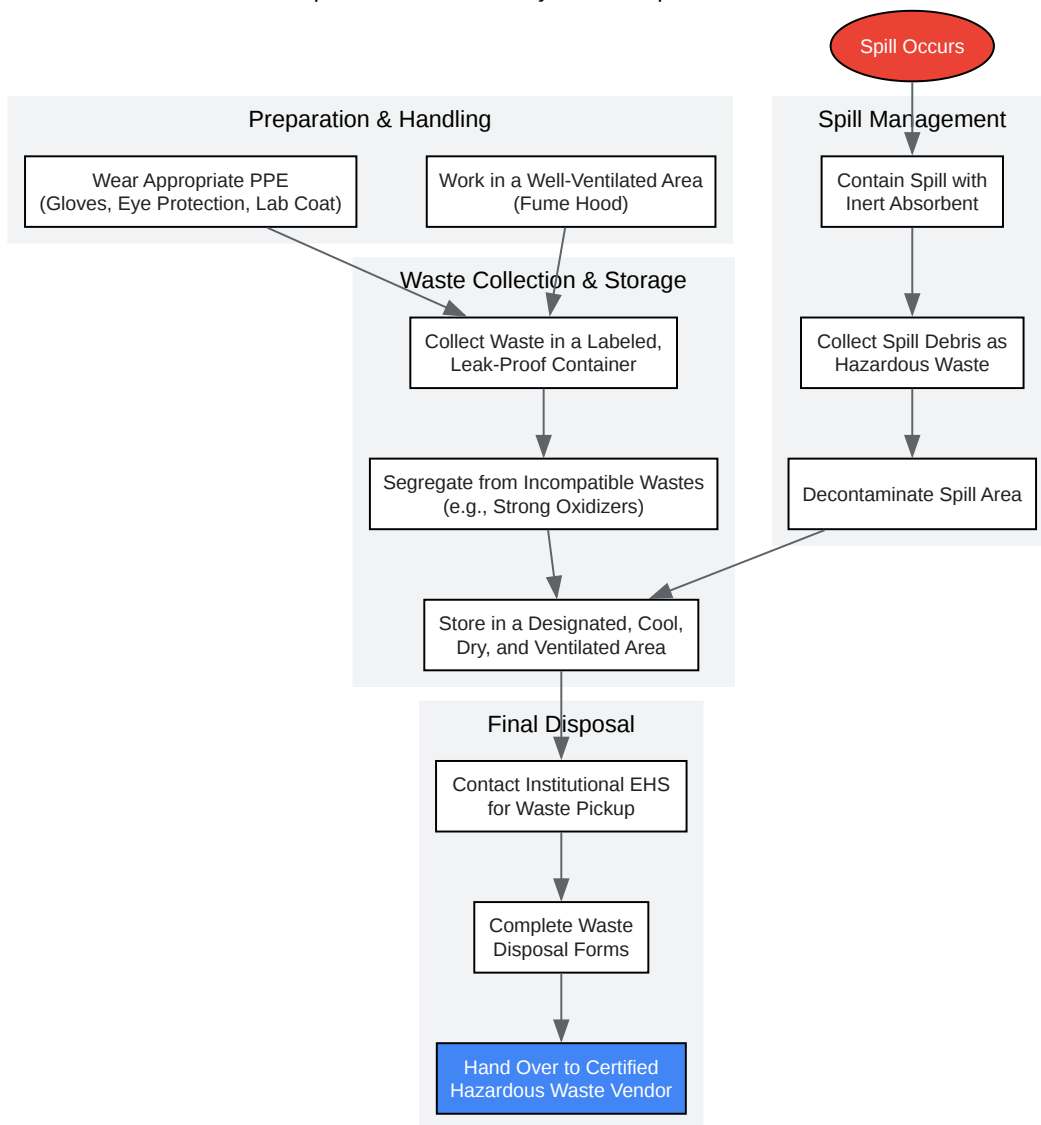 Spill Occurs
Preparation & Handling
Spill Management
Wear Appropriate PPE
(Gloves, Eye Protection, Lab Coat)
Work in a Well-Ventilated Area
(Fume Hood)
Contain Spill with
Inert Absorbent
Waste Collection & Storage
Collect Waste in a Labeled,
Leak-Proof Container
Collect Spill Debris as
Hazardous Waste
Segregate from Incompatible Wastes
(e.g., Strong Oxidizers)
Decontaminate Spill Area
Store in a Designated, Cool,
Dry, and Ventilated Area
Final Disposal
Contact Institutional EHS
for Waste Pickup
Complete Waste
Disposal Forms
Hand Over to Certified
Hazardous Waste Vendor